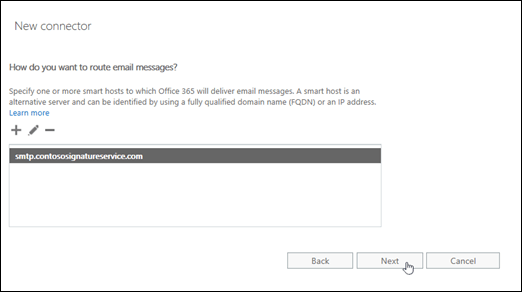 New connector
How do you want to route email messages?
Specify one or more smart hosts to which Office 365 will deliver email messages. A smart host is an
alternative server and can be identified by using a fully qualified domain name (FQDN) or an IP address.
Learn more
smtp.contososignatureservice.com
Back Next Cancel